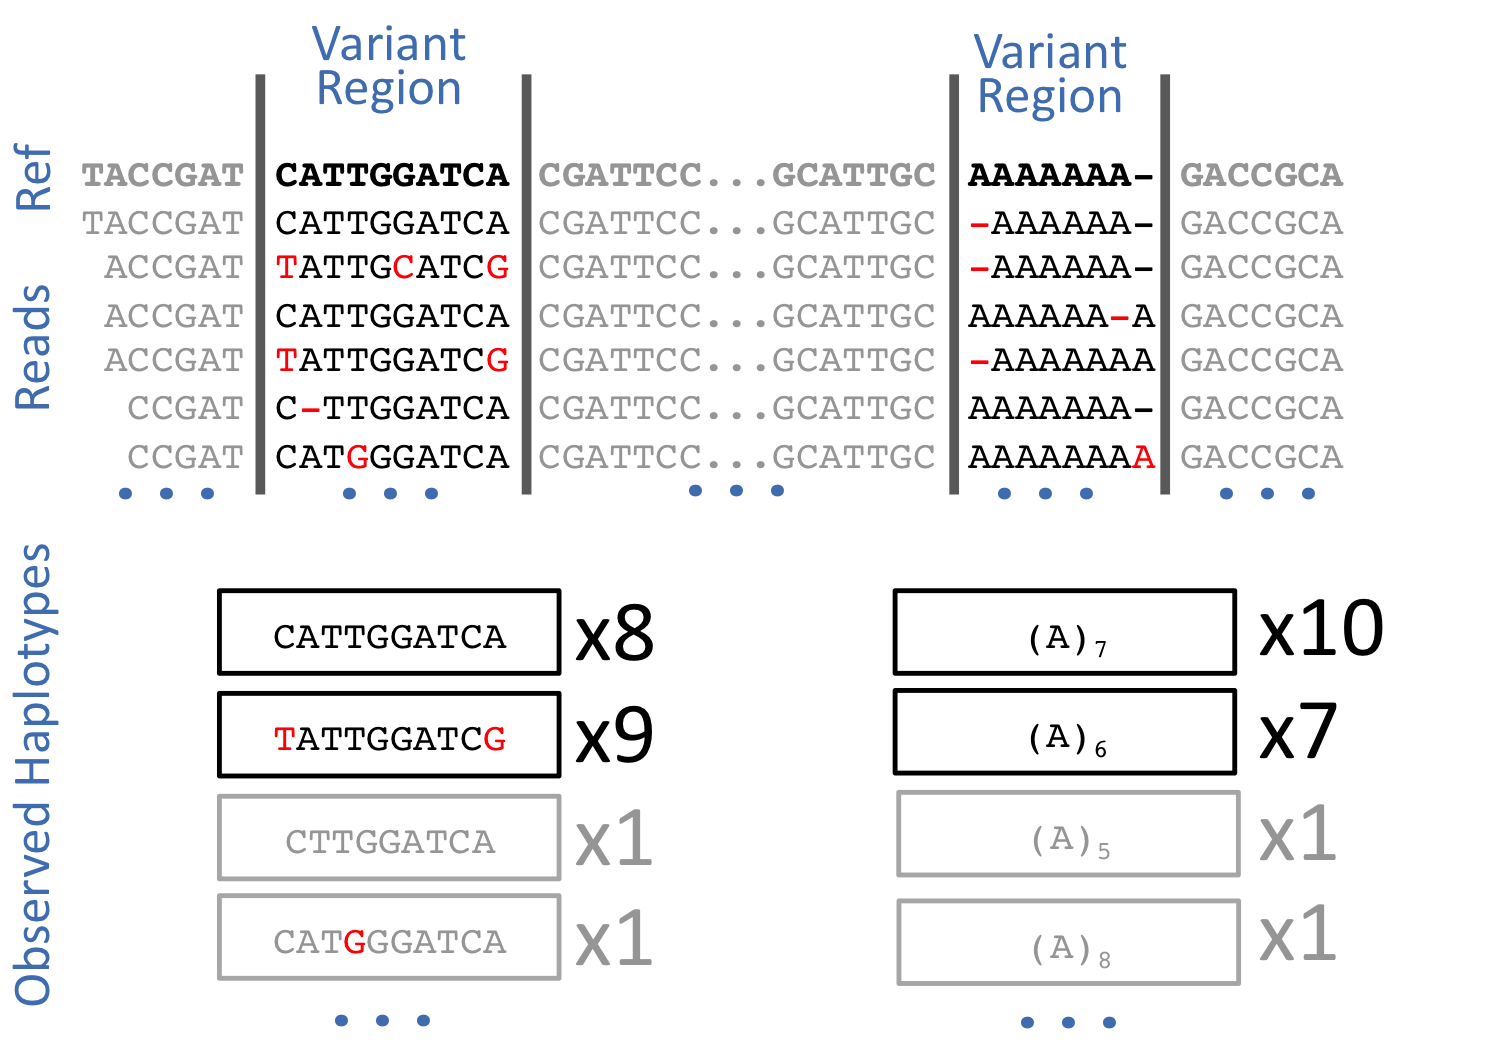 Variant Region
Variant Region
Ref
TACCGAT CATTGGATCA CGATTCC...GCATTGC AAAAAAA- GACCGCA
Reads
TACCGAT CATTGGATCA CGATTCC...GCATTGC -AAAAAA- GACCGCA
ACCGAT TATTGCATCG CGATTCC...GCATTGC -AAAAAA- GACCGCA
ACCGAT CATTGGATCA CGATTCC...GCATTGC AAAAAA-A GACCGCA
ACCGAT TATTGGATCG CGATTCC...GCATTGC -AAAAAAA GACCGCA
CCGAT C-TTGGATCA CGATTCC...GCATTGC AAAAAAA- GACCGCA
CCGAT CATGGGATCA CGATTCC...GCATTGC AAAAAAAA GACCGCA
... ... ... ... ...
Observed Haplotypes
CATTGGATCA x8
TATTGGATCG x9
CTTGGATCA x1
CATGGGATCA x1
...
(A)₇ x10
(A)₆ x7
(A)₅ x1
(A)₈ x1
...